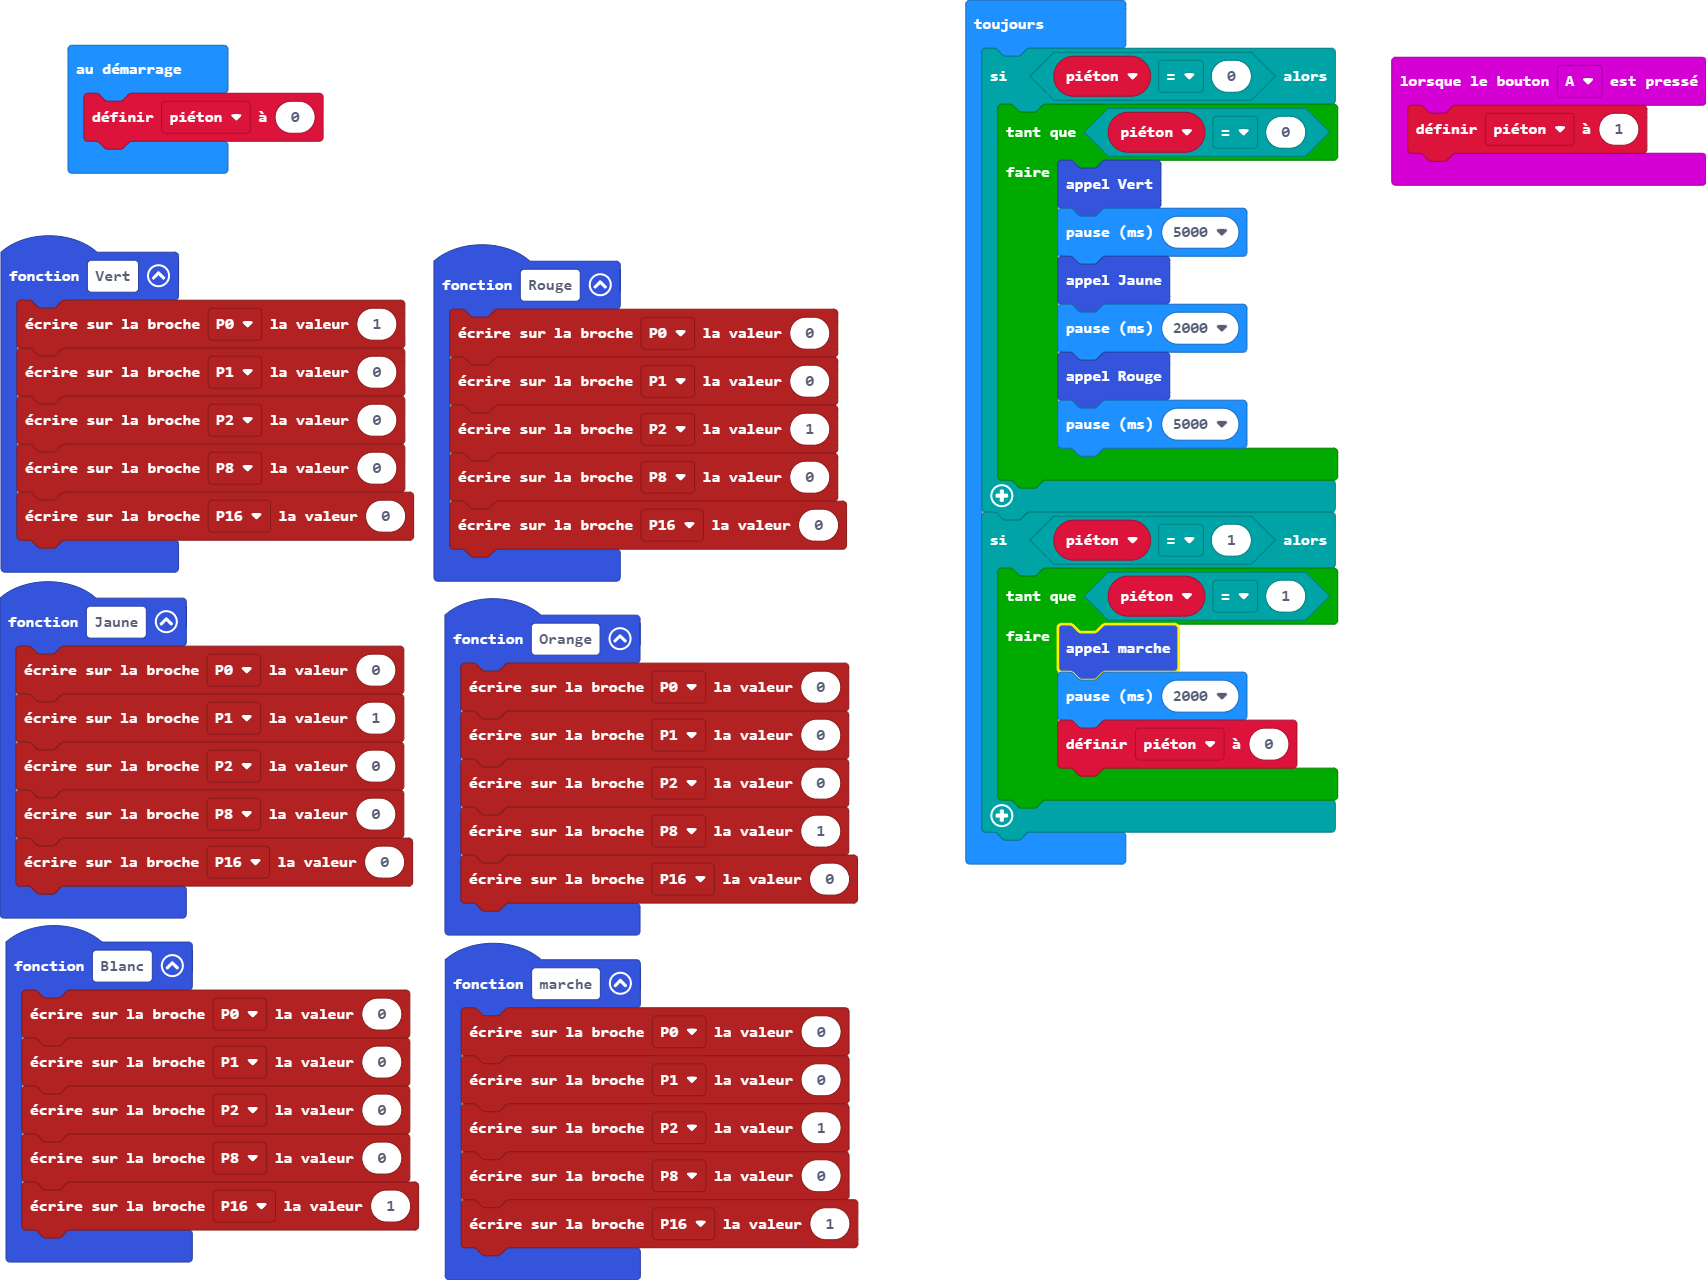 au démarrage
définir piéton à 0
fonction Vert
écrire sur la broche P0 la valeur 1
écrire sur la broche P1 la valeur 0
écrire sur la broche P2 la valeur 0
écrire sur la broche P8 la valeur 0
écrire sur la broche P16 la valeur 0
fonction Jaune
écrire sur la broche P0 la valeur 0
écrire sur la broche P1 la valeur 1
écrire sur la broche P2 la valeur 0
écrire sur la broche P8 la valeur 0
écrire sur la broche P16 la valeur 0
fonction Blanc
écrire sur la broche P0 la valeur 0
écrire sur la broche P1 la valeur 0
écrire sur la broche P2 la valeur 0
écrire sur la broche P8 la valeur 0
écrire sur la broche P16 la valeur 1
fonction Rouge
écrire sur la broche P0 la valeur 0
écrire sur la broche P1 la valeur 0
écrire sur la broche P2 la valeur 1
écrire sur la broche P8 la valeur 0
écrire sur la broche P16 la valeur 0
fonction Orange
écrire sur la broche P0 la valeur 0
écrire sur la broche P1 la valeur 0
écrire sur la broche P2 la valeur 0
écrire sur la broche P8 la valeur 1
écrire sur la broche P16 la valeur 0
fonction marche
écrire sur la broche P0 la valeur 0
écrire sur la broche P1 la valeur 0
écrire sur la broche P2 la valeur 1
écrire sur la broche P8 la valeur 0
écrire sur la broche P16 la valeur 1
toujours
si piéton = 0 alors
tant que piéton = 0
faire
appel Vert
pause (ms) 5000
appel Jaune
pause (ms) 2000
appel Rouge
pause (ms) 5000
si piéton = 1 alors
tant que piéton = 1
faire
appel marche
pause (ms) 2000
définir piéton à 0
lorsque le bouton A est pressé
définir piéton à 1